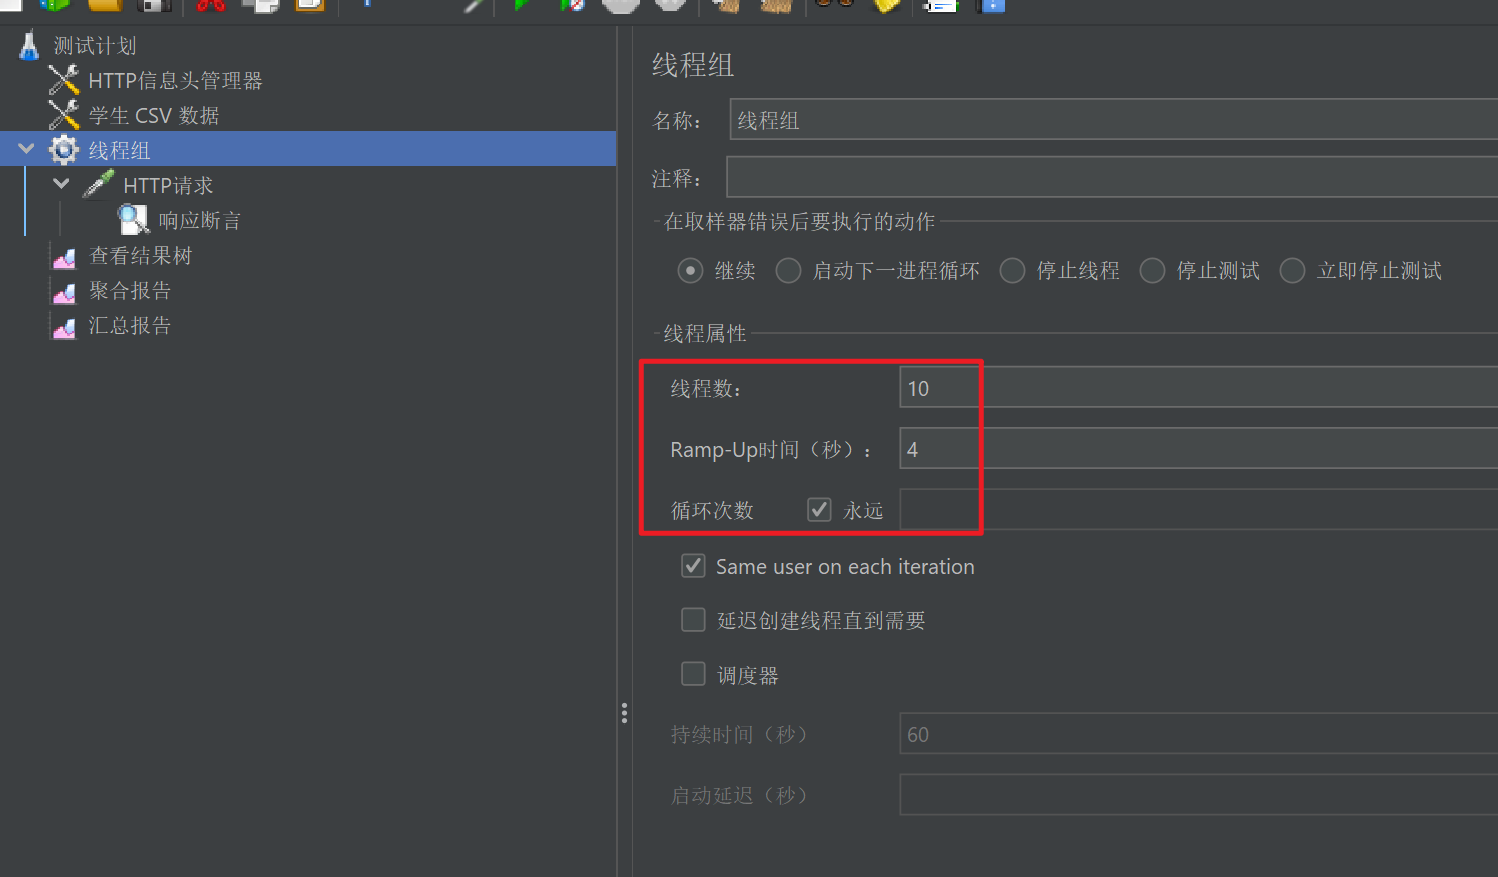 测试计划
HTTP信息头管理器
学生 CSV 数据
线程组
HTTP请求
响应断言
查看结果树
聚合报告
汇总报告
线程组
名称： 线程组
注释：
在取样器错误后要执行的动作
继续 启动下一进程循环 停止线程 停止测试 立即停止测试
线程属性
线程数： 10
Ramp-Up时间（秒）： 4
循环次数 永远
Same user on each iteration
延迟创建线程直到需要
调度器
持续时间（秒） 60
启动延迟（秒）